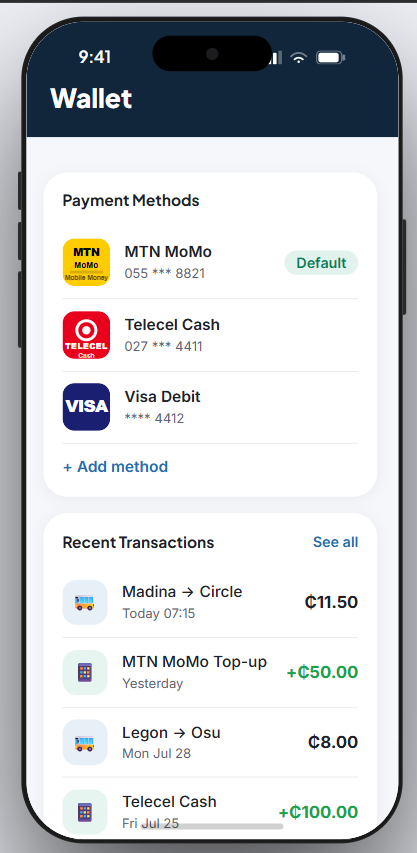 9:41
Wallet
Payment Methods
MTN
MoMo
Mobile Money
MTN MoMo
055 *** 8821
Default
TELECEL
Cash
Telecel Cash
027 *** 4411
VISA
Visa Debit
**** 4412
+ Add method
Recent Transactions
See all
Madina → Circle
Today 07:15
₵11.50
MTN MoMo Top-up
Yesterday
+₵50.00
Legon → Osu
Mon Jul 28
₵8.00
Telecel Cash
Fri Jul 25
+₵100.00